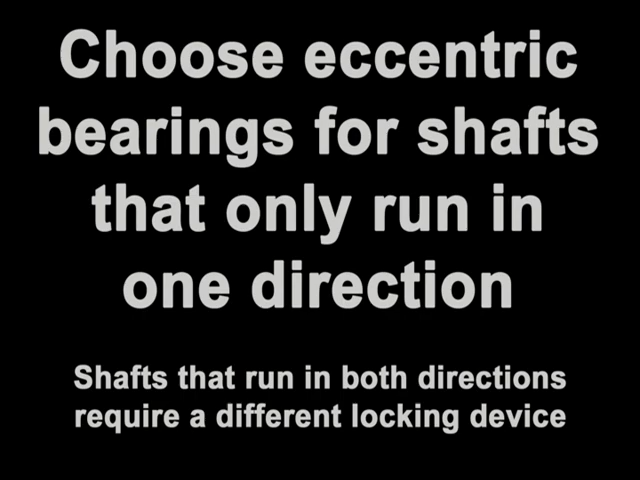 Choose eccentric
bearings for shafts
that only run in
one direction
Shafts that run in both directions
require a different locking device